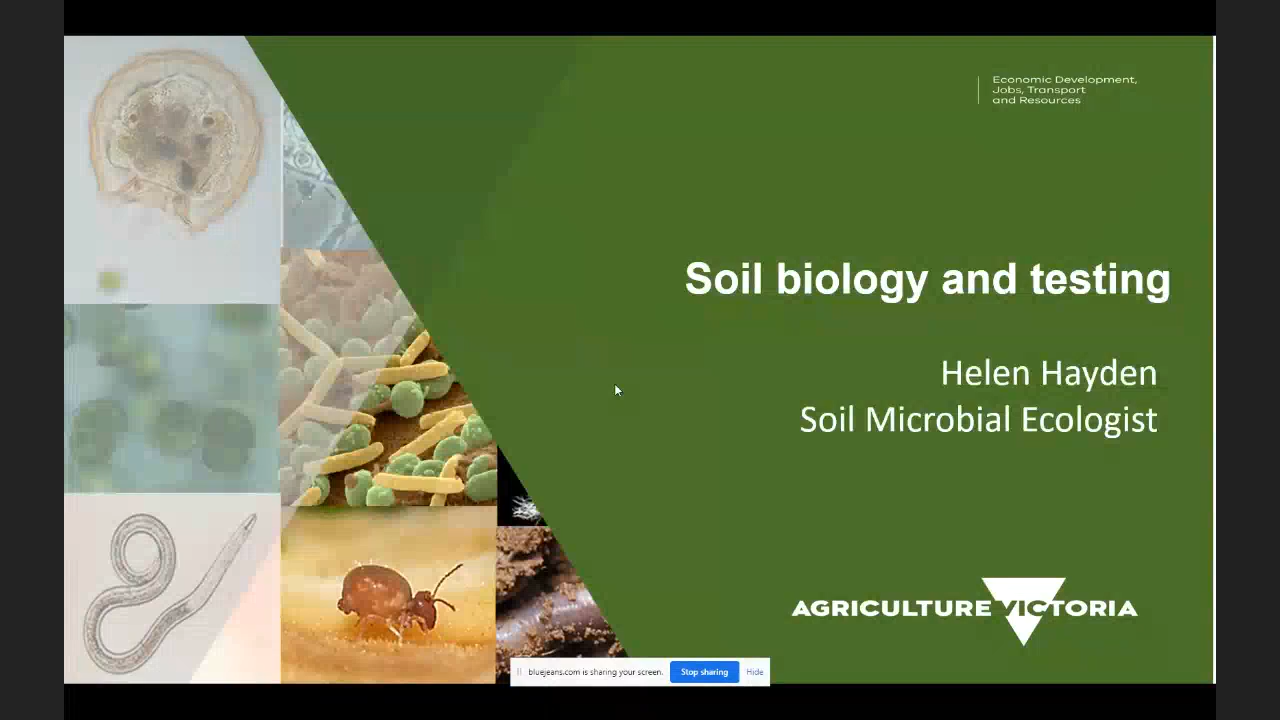 Economic Development,
Jobs, Transport
and Resources
Soil biology and testing
Helen Hayden
Soil Microbial Ecologist
AGRICULTURE VICTORIA
bluejeans.com is sharing your screen.
Stop sharing
Hide